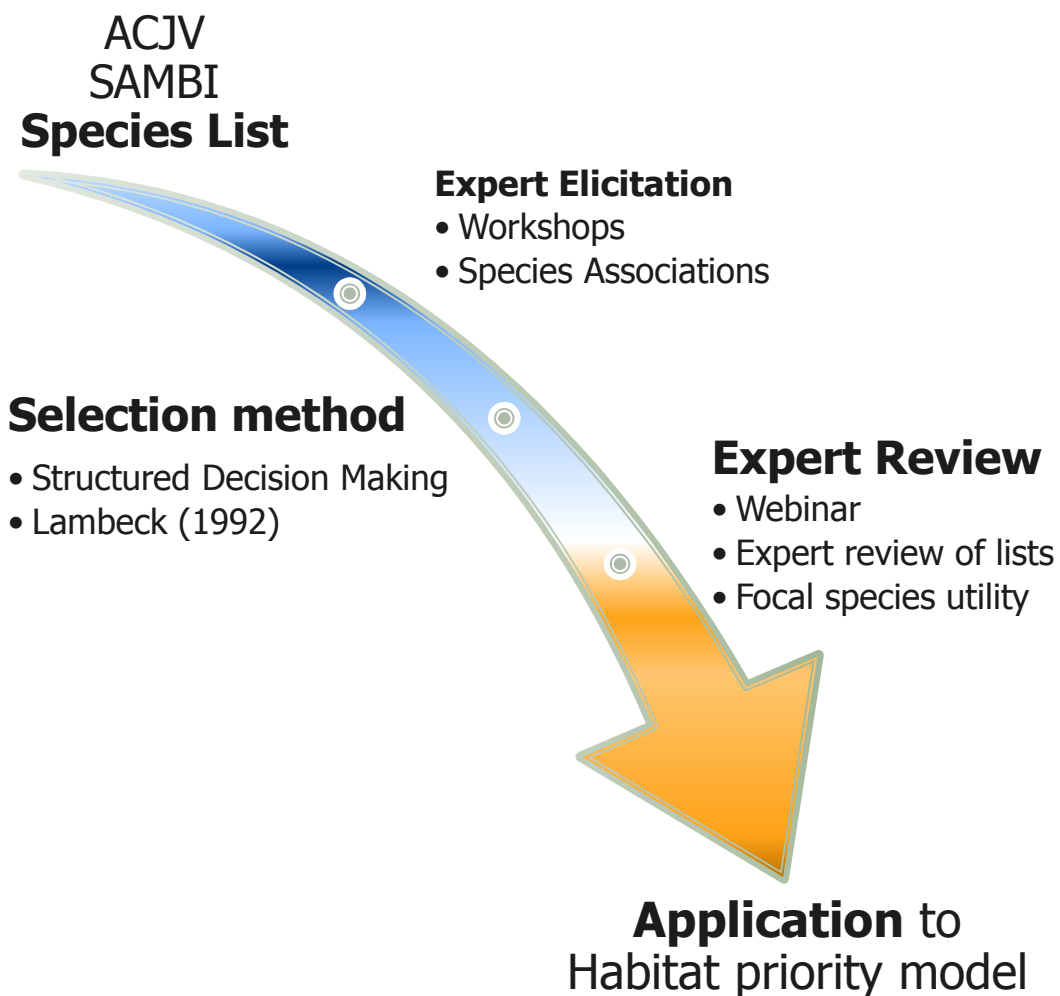 ACJV
SAMBI
Species List
Expert Elicitation
• Workshops
• Species Associations
Selection method
• Structured Decision Making
• Lambeck (1992)
Expert Review
• Webinar
• Expert review of lists
• Focal species utility
Application to
Habitat priority model